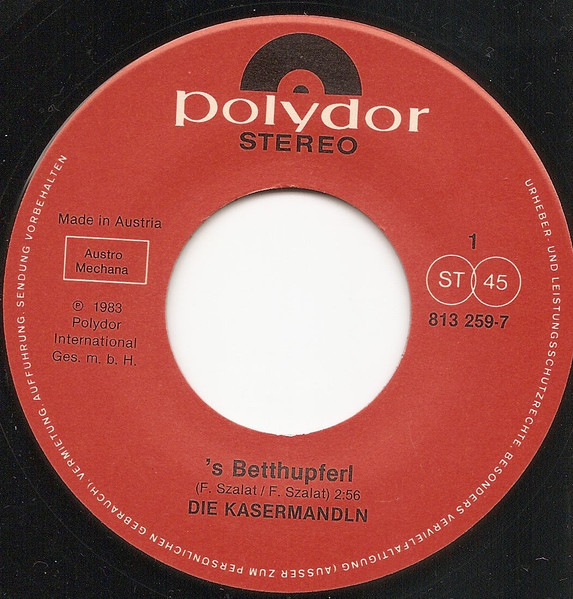 polydor
STEREO
Made in Austria
Austro
Mechana
℗ 1983
Polydor
International
Ges. m. b. H.
1
ST 45
813 259-7
's Betthupferl
(F. Szalat / F. Szalat) 2:56
DIE KASERMANDLN
URHEBER- UND LEISTUNGSSCHUTZRECHTE, BESONDERS VERVIELFÄLTIGUNG (AUSSER ZUM PERSÖNLICHEN GEBRAUCH), VERMIETUNG, AUFFÜHRUNG, SENDUNG VORBEHALTEN